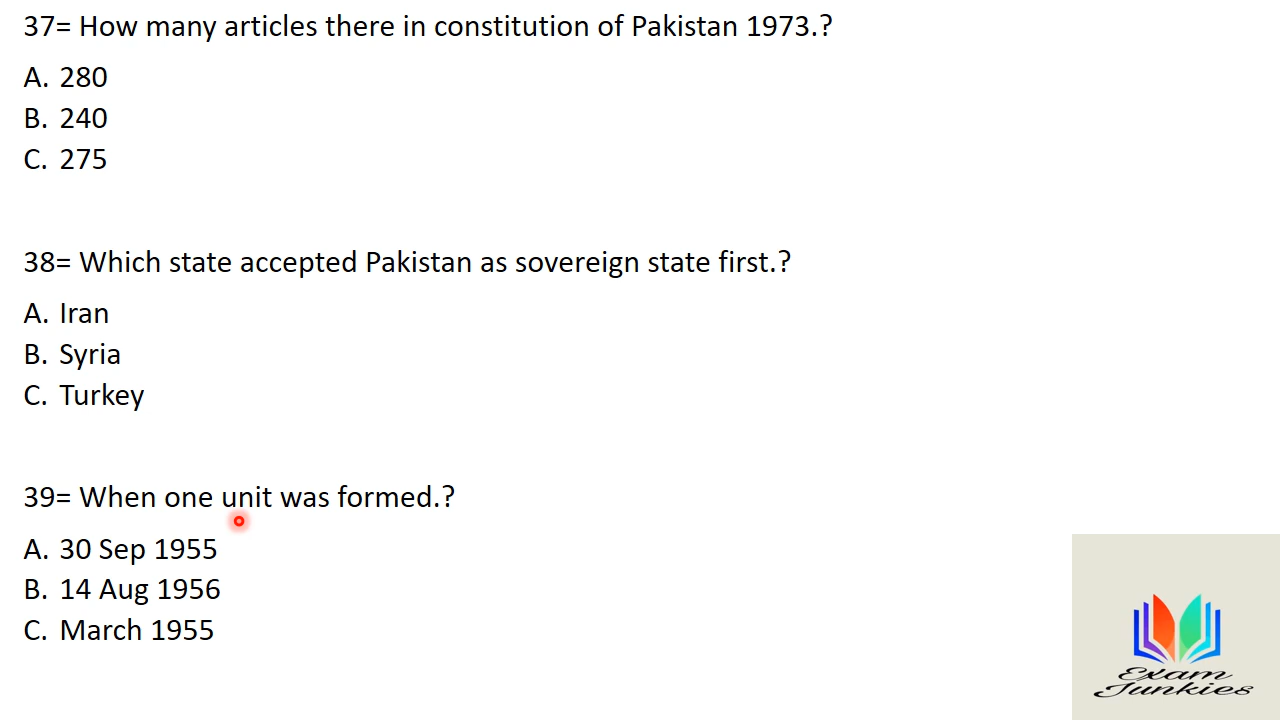 37= How many articles there in constitution of Pakistan 1973.?
A. 280
B. 240
C. 275
38= Which state accepted Pakistan as sovereign state first.?
A. Iran
B. Syria
C. Turkey
39= When one unit was formed.?
A. 30 Sep 1955
B. 14 Aug 1956
C. March 1955
Exam
Junkies